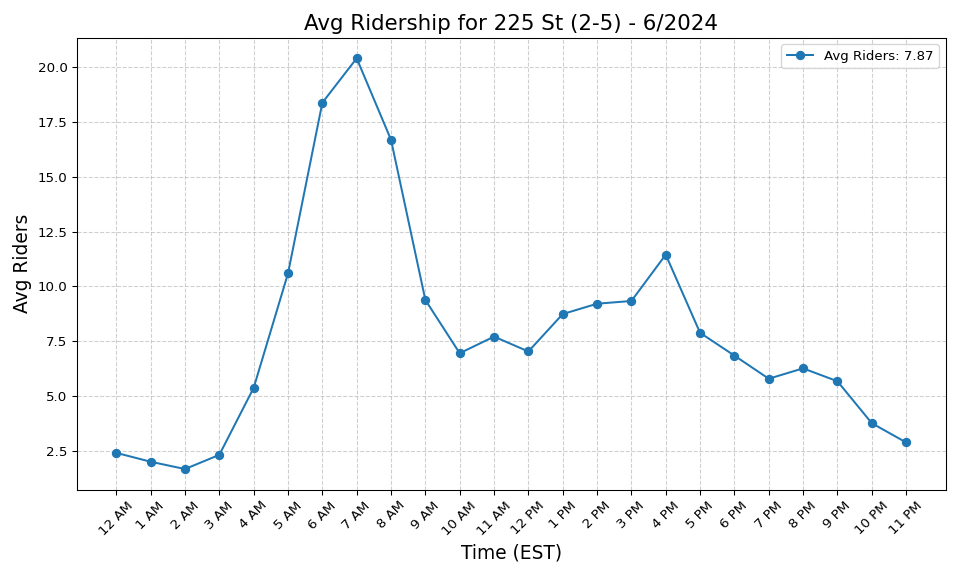 Avg Ridership for 225 St (2-5) - 6/2024
Avg Riders: 7.87
Avg Riders
20.0
17.5
15.0
12.5
10.0
7.5
5.0
2.5
12 AM
1 AM
2 AM
3 AM
4 AM
5 AM
6 AM
7 AM
8 AM
9 AM
10 AM
11 AM
12 PM
1 PM
2 PM
3 PM
4 PM
5 PM
6 PM
7 PM
8 PM
9 PM
10 PM
11 PM
Time (EST)